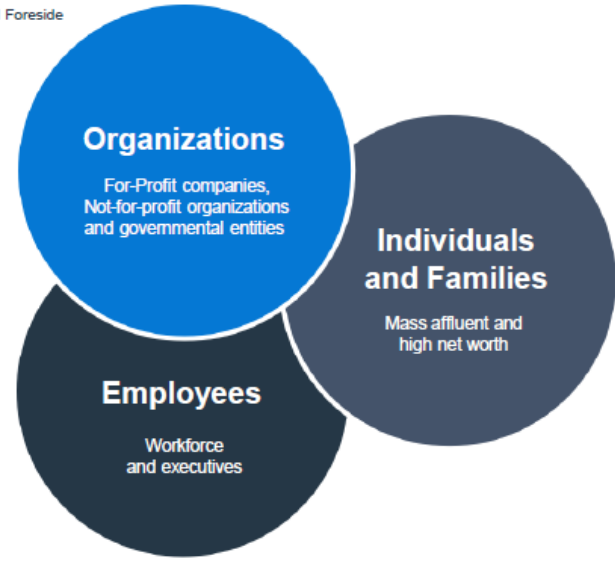 Foreside
Organizations
For-Profit companies,
Not-for-profit organizations
and governmental entities
Individuals
and Families
Mass affluent and
high net worth
Employees
Workforce
and executives